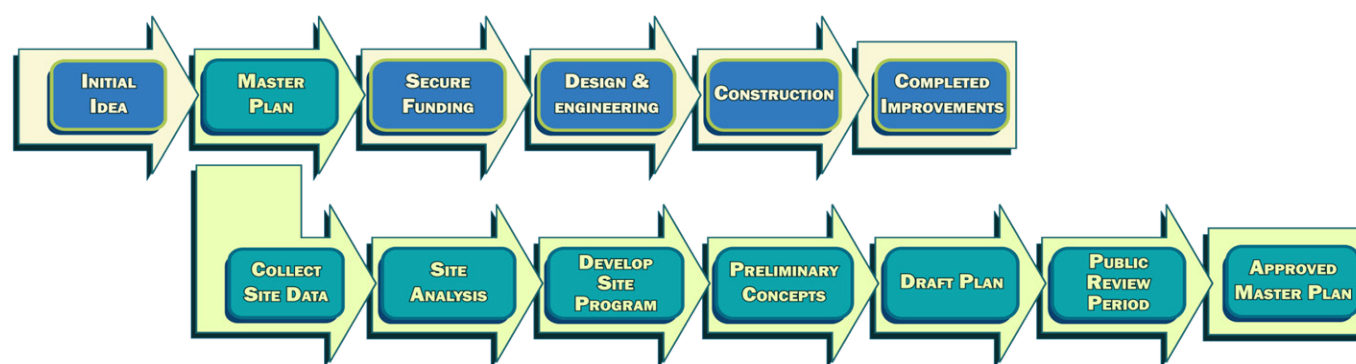 INITIAL
IDEA
MASTER
PLAN
SECURE
FUNDING
DESIGN &
ENGINEERING
CONSTRUCTION
COMPLETED
IMPROVEMENTS
COLLECT
SITE DATA
SITE
ANALYSIS
DEVELOP
SITE
PROGRAM
PRELIMINARY
CONCEPTS
DRAFT PLAN
PUBLIC
REVIEW
PERIOD
APPROVED
MASTER PLAN